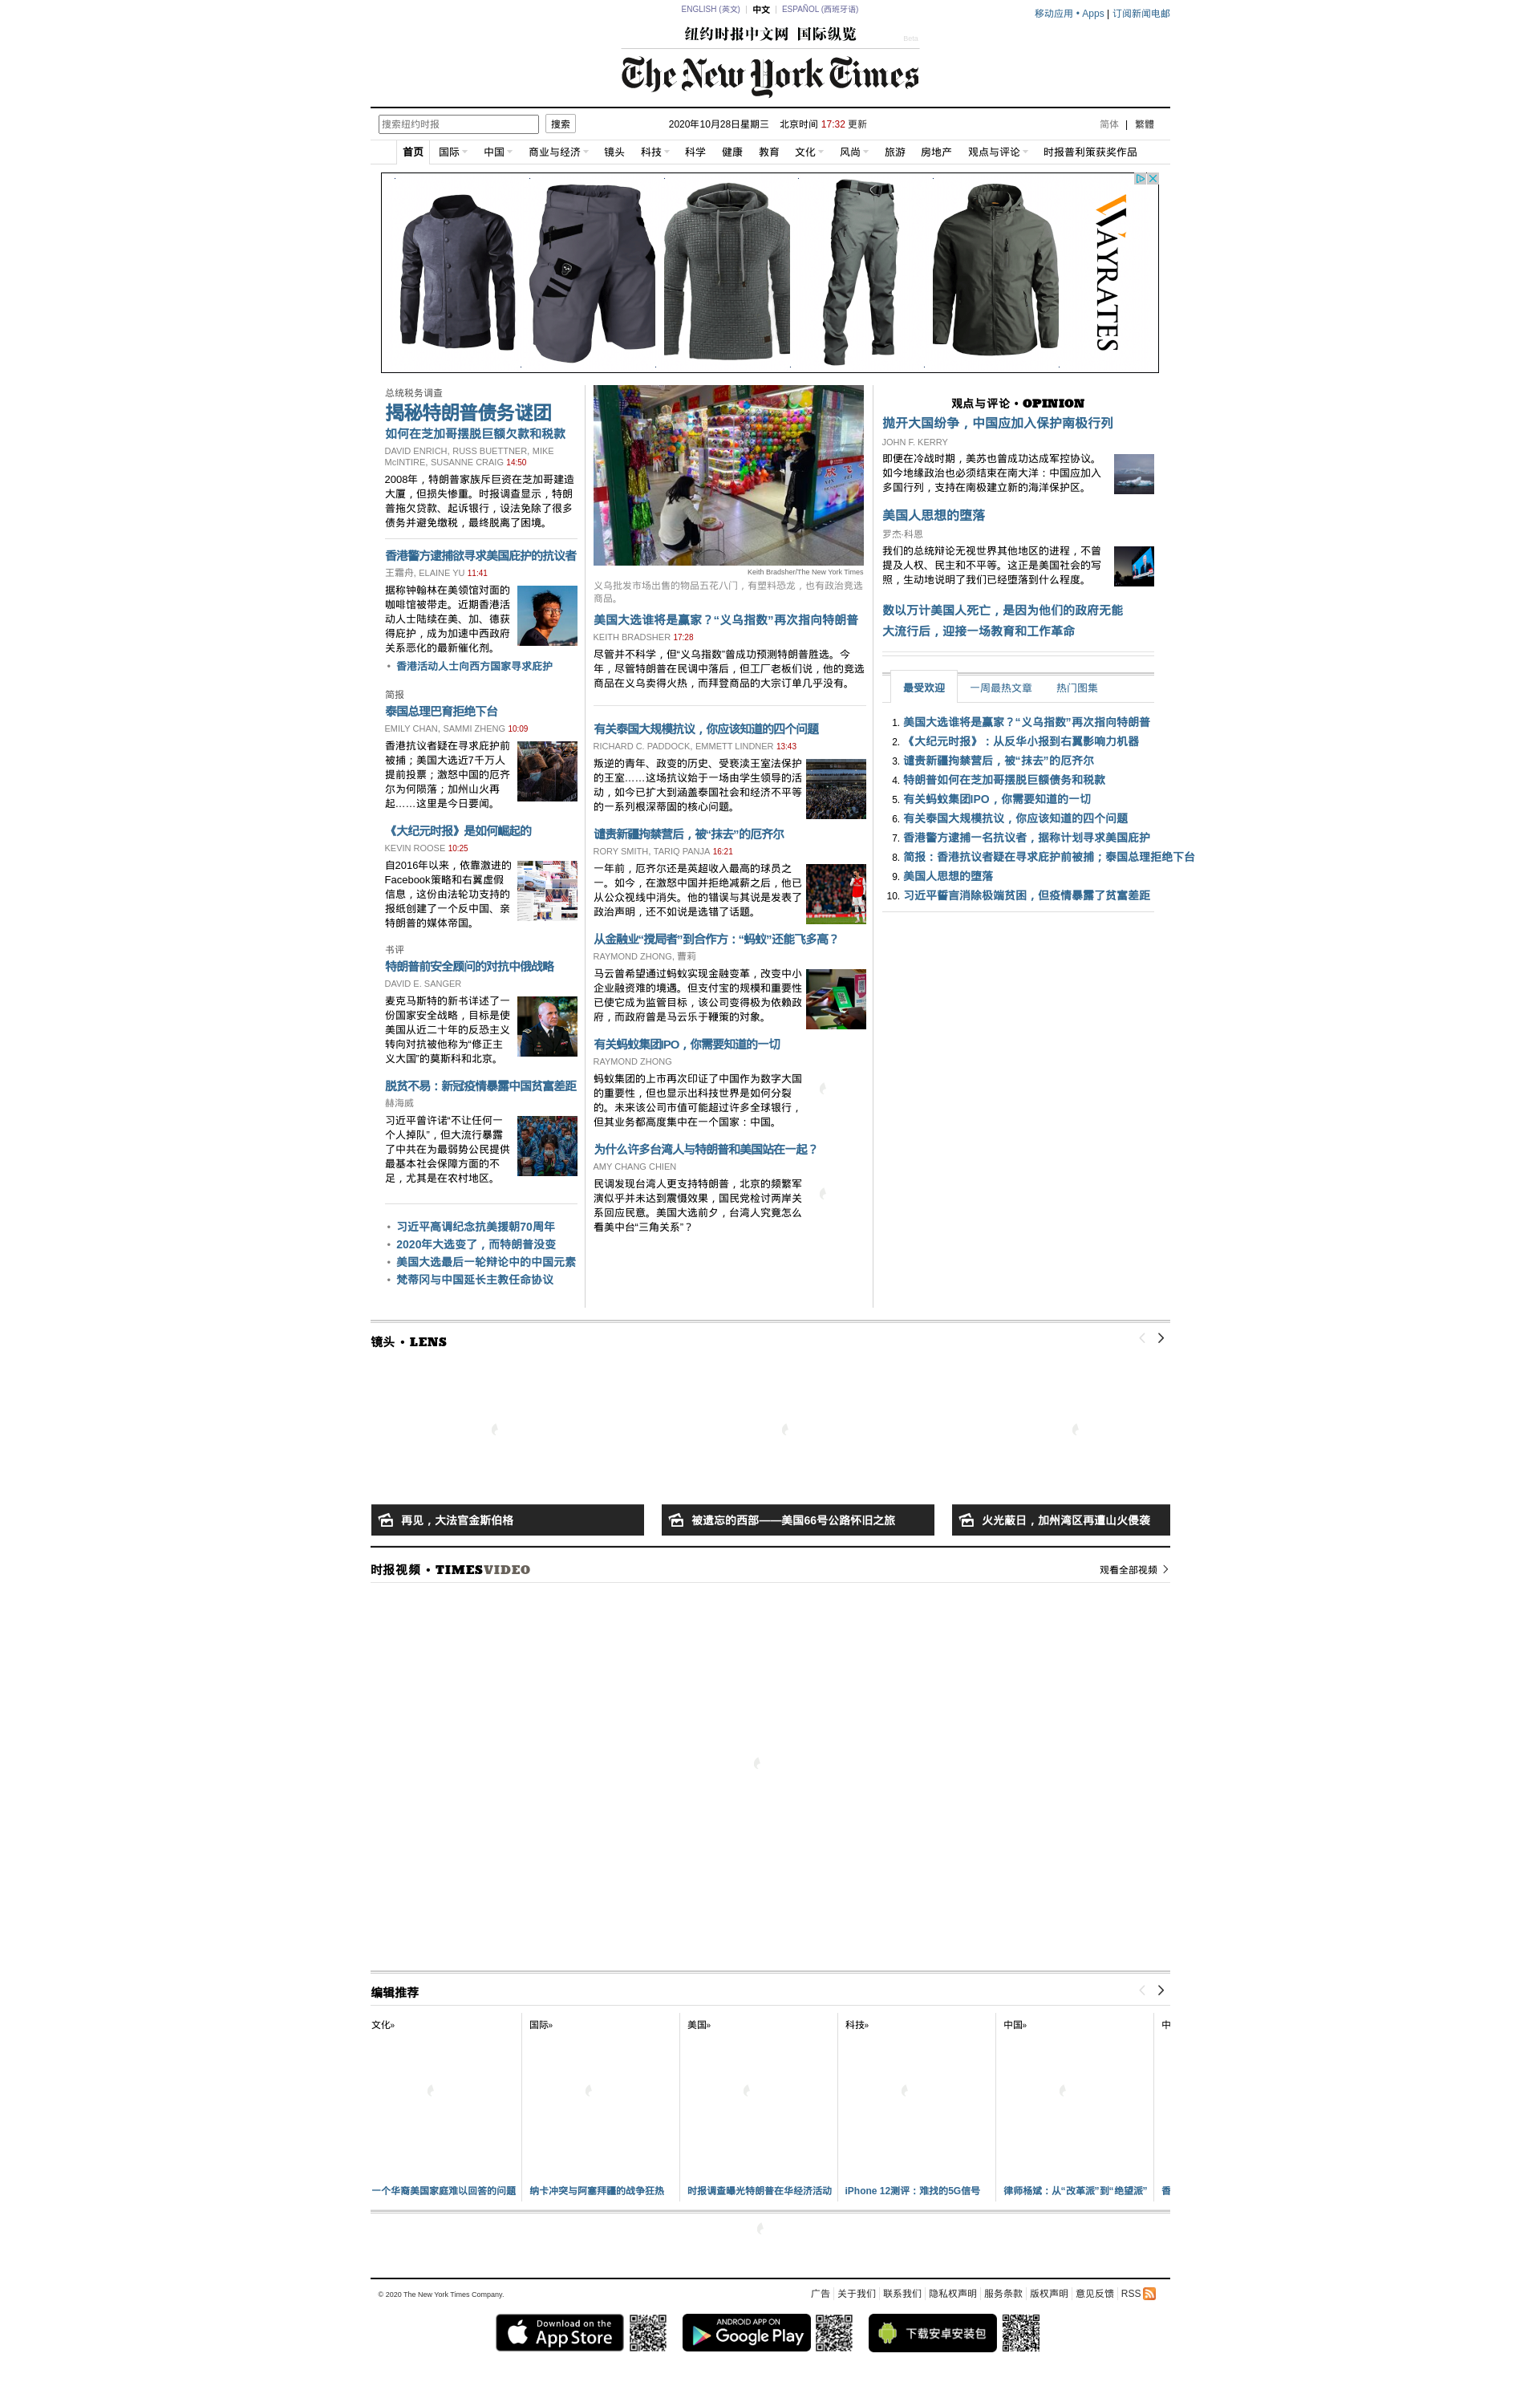 ENGLISH (英文) 中文 ESPAÑOL (西班牙语)
移动应用 • Apps | 订阅新闻电邮
纽约时报中文网 国际纵览
Beta
The New York Times
搜索纽约时报 搜索
2020年10月28日星期三 北京时间 17:32 更新
简体 | 繁體
首页 国际 中国 商业与经济 镜头 科技 科学 健康 教育 文化 风尚 旅游 房地产 观点与评论 时报普利策获奖作品
WAYRATES
总统税务调查
揭秘特朗普债务谜团
如何在芝加哥摆脱巨额欠款和税款
DAVID ENRICH, RUSS BUETTNER, MIKE
McINTIRE, SUSANNE CRAIG 14:50
2008年，特朗普家族斥巨资在芝加哥建造
大厦，但损失惨重。时报调查显示，特朗
普拖欠贷款、起诉银行，设法免除了很多
债务并避免缴税，最终脱离了困境。
香港警方逮捕欲寻求美国庇护的抗议者
王霜舟, ELAINE YU 11:41
据称钟翰林在美领馆对面的
咖啡馆被带走。近期香港活
动人士陆续在美、加、德获
得庇护，成为加速中西政府
关系恶化的最新催化剂。
• 香港活动人士向西方国家寻求庇护
简报
泰国总理巴育拒绝下台
EMILY CHAN, SAMMI ZHENG 10:09
香港抗议者疑在寻求庇护前
被捕；美国大选近7千万人
提前投票；激怒中国的厄齐
尔为何陨落；加州山火再
起……这里是今日要闻。
《大纪元时报》是如何崛起的
KEVIN ROOSE 10:25
自2016年以来，依靠激进的
Facebook策略和右翼虚假
信息，这份由法轮功支持的
报纸创建了一个反中国、亲
特朗普的媒体帝国。
书评
特朗普前安全顾问的对抗中俄战略
DAVID E. SANGER
麦克马斯特的新书详述了一
份国家安全战略，目标是使
美国从近二十年的反恐主义
转向对抗被他称为“修正主
义大国”的莫斯科和北京。
脱贫不易：新冠疫情暴露中国贫富差距
赫海威
习近平曾许诺“不让任何一
个人掉队”，但大流行暴露
了中共在为最弱势公民提供
最基本社会保障方面的不
足，尤其是在农村地区。
• 习近平高调纪念抗美援朝70周年
• 2020年大选变了，而特朗普没变
• 美国大选最后一轮辩论中的中国元素
• 梵蒂冈与中国延长主教任命协议
Keith Bradsher/The New York Times
义乌批发市场出售的物品五花八门，有塑料恐龙，也有政治竞选
商品。
美国大选谁将是赢家？“义乌指数”再次指向特朗普
KEITH BRADSHER 17:28
尽管并不科学，但“义乌指数”曾成功预测特朗普胜选。今
年，尽管特朗普在民调中落后，但工厂老板们说，他的竞选
商品在义乌卖得火热，而拜登商品的大宗订单几乎没有。
有关泰国大规模抗议，你应该知道的四个问题
RICHARD C. PADDOCK, EMMETT LINDNER 13:43
叛逆的青年、政变的历史、受亵渎王室法保护
的王室……这场抗议始于一场由学生领导的活
动，如今已扩大到涵盖泰国社会和经济不平等
的一系列根深蒂固的核心问题。
谴责新疆拘禁营后，被“抹去”的厄齐尔
RORY SMITH, TARIQ PANJA 16:21
一年前，厄齐尔还是英超收入最高的球员之
一。如今，在激怒中国并拒绝减薪之后，他已
从公众视线中消失。他的错误与其说是发表了
政治声明，还不如说是选错了话题。
从金融业“搅局者”到合作方：“蚂蚁”还能飞多高？
RAYMOND ZHONG, 曹莉
马云曾希望通过蚂蚁实现金融变革，改变中小
企业融资难的境遇。但支付宝的规模和重要性
已使它成为监管目标，该公司变得极为依赖政
府，而政府曾是马云乐于鞭策的对象。
有关蚂蚁集团IPO，你需要知道的一切
RAYMOND ZHONG
蚂蚁集团的上市再次印证了中国作为数字大国
的重要性，但也显示出科技世界是如何分裂
的。未来该公司市值可能超过许多全球银行，
但其业务都高度集中在一个国家：中国。
为什么许多台湾人与特朗普和美国站在一起？
AMY CHANG CHIEN
民调发现台湾人更支持特朗普，北京的频繁军
演似乎并未达到震慑效果，国民党检讨两岸关
系回应民意。美国大选前夕，台湾人究竟怎么
看美中台“三角关系”？
观点与评论 • OPINION
抛开大国纷争，中国应加入保护南极行列
JOHN F. KERRY
即便在冷战时期，美苏也曾成功达成军控协议。
如今地缘政治也必须结束在南大洋：中国应加入
多国行列，支持在南极建立新的海洋保护区。
美国人思想的堕落
罗杰·科恩
我们的总统辩论无视世界其他地区的进程，不曾
提及人权、民主和不平等。这正是美国社会的写
照，生动地说明了我们已经堕落到什么程度。
数以万计美国人死亡，是因为他们的政府无能
大流行后，迎接一场教育和工作革命
最受欢迎 一周最热文章 热门图集
1. 美国大选谁将是赢家？“义乌指数”再次指向特朗普
2. 《大纪元时报》：从反华小报到右翼影响力机器
3. 谴责新疆拘禁营后，被“抹去”的厄齐尔
4. 特朗普如何在芝加哥摆脱巨额债务和税款
5. 有关蚂蚁集团IPO，你需要知道的一切
6. 有关泰国大规模抗议，你应该知道的四个问题
7. 香港警方逮捕一名抗议者，据称计划寻求美国庇护
8. 简报：香港抗议者疑在寻求庇护前被捕；泰国总理拒绝下台
9. 美国人思想的堕落
10. 习近平誓言消除极端贫困，但疫情暴露了贫富差距
镜头 • LENS
再见，大法官金斯伯格
被遗忘的西部——美国66号公路怀旧之旅
火光蔽日，加州湾区再遭山火侵袭
时报视频 • TIMESVIDEO
观看全部视频
编辑推荐
文化» 国际» 美国» 科技» 中国» 中
一个华裔美国家庭难以回答的问题
纳卡冲突与阿塞拜疆的战争狂热
时报调查曝光特朗普在华经济活动
iPhone 12测评：难找的5G信号
律师杨斌：从“改革派”到“绝望派”
香
© 2020 The New York Times Company.
广告 关于我们 联系我们 隐私权声明 服务条款 版权声明 意见反馈 RSS
Download on the
App Store
ANDROID APP ON
Google Play
下载安卓安装包